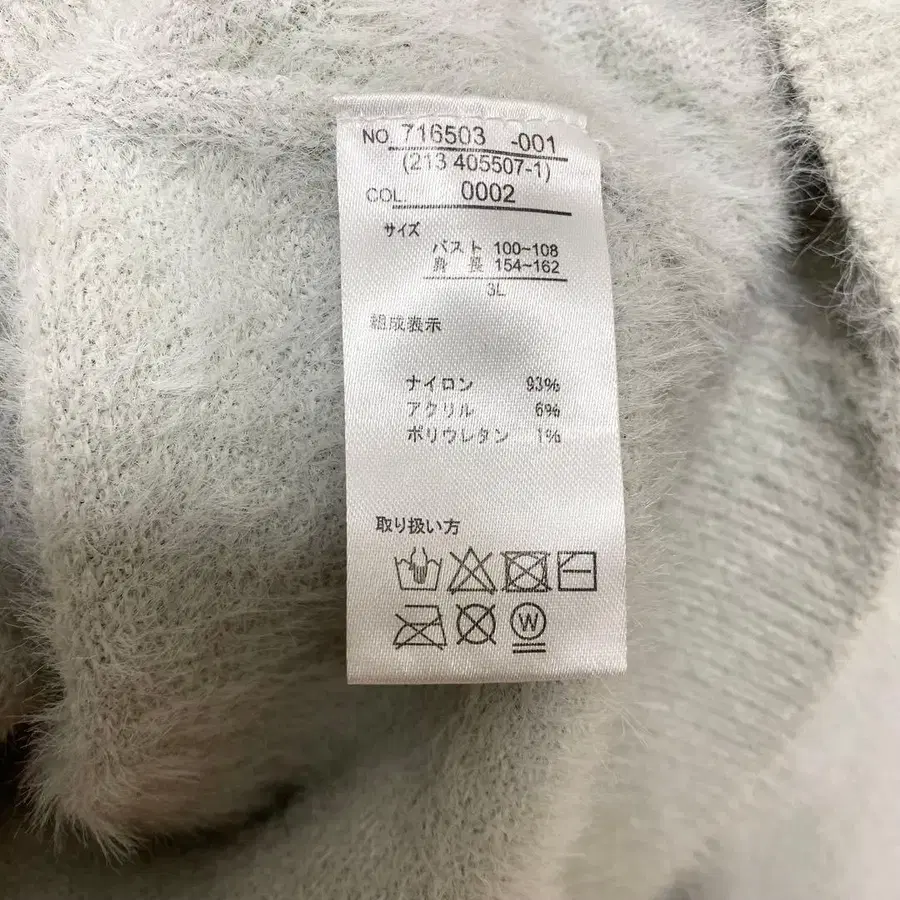 NO. 716503 -001
(213 405507-1)
COL. 0002
サイズ
バスト 100~108
身長 154~162
3L
組成表示
ナイロン 93%
アクリル 6%
ポリウレタン 1%
取り扱い方
W